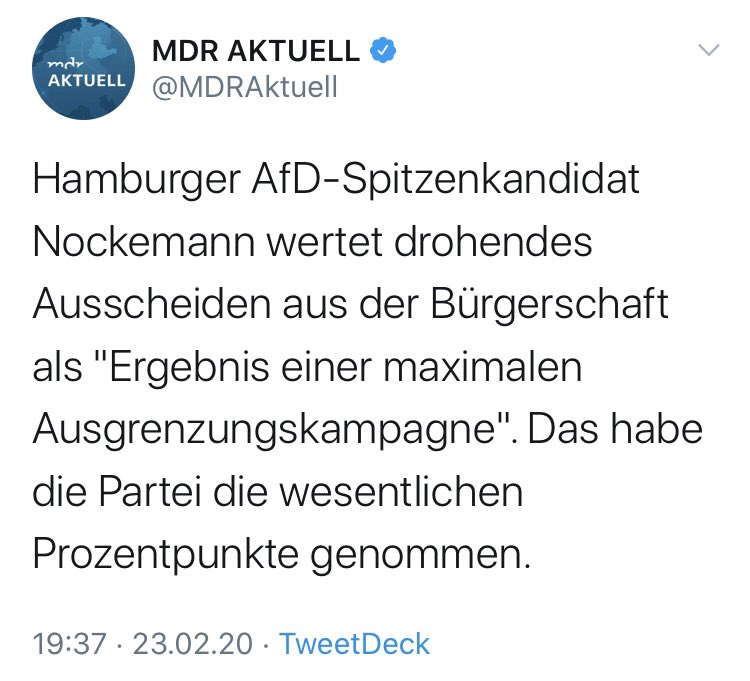 mdr
AKTUELL
MDR AKTUELL
@MDRAktuell
Hamburger AfD-Spitzenkandidat
Nockemann wertet drohendes
Ausscheiden aus der Bürgerschaft
als "Ergebnis einer maximalen
Ausgrenzungskampagne". Das habe
die Partei die wesentlichen
Prozentpunkte genommen.
19:37 · 23.02.20 · TweetDeck